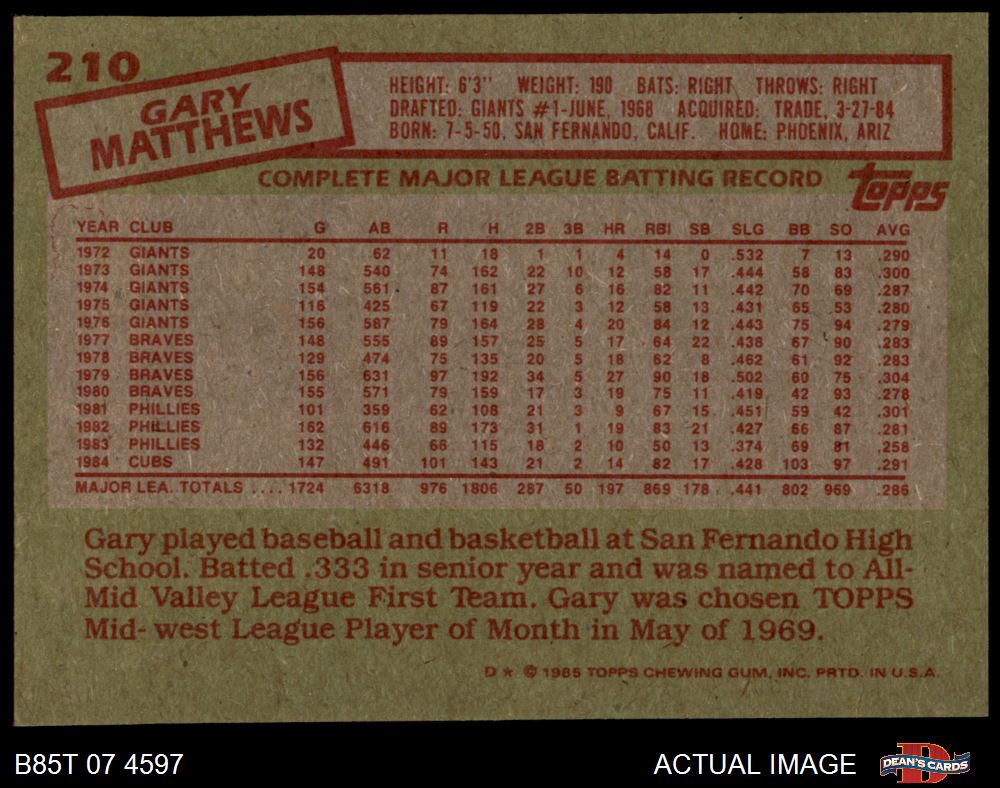 210
GARY
MATTHEWS
HEIGHT: 6'3'' WEIGHT: 190 BATS: RIGHT THROWS: RIGHT
DRAFTED: GIANTS #1-JUNE, 1968 ACQUIRED: TRADE, 3-27-84
BORN: 7-5-50, SAN FERNANDO, CALIF. HOME: PHOENIX, ARIZ
COMPLETE MAJOR LEAGUE BATTING RECORD
topps
YEAR CLUB G AB R H 2B 3B HR RBI SB SLG BB SO AVG
1972 GIANTS 20 62 11 18 1 1 4 14 0 .532 7 13 .290
1973 GIANTS 148 540 74 162 22 10 12 58 17 .444 58 83 .300
1974 GIANTS 154 561 87 161 27 6 16 82 11 .442 70 69 .287
1975 GIANTS 116 425 67 119 22 3 12 58 13 .431 65 53 .280
1976 GIANTS 156 587 79 164 28 4 20 84 12 .443 75 94 .279
1977 BRAVES 148 555 89 157 25 5 17 64 22 .438 67 90 .283
1978 BRAVES 129 474 75 135 20 5 18 62 8 .462 61 92 .283
1979 BRAVES 156 631 97 192 34 5 27 90 18 .502 60 75 .304
1980 BRAVES 155 571 79 159 17 3 19 75 11 .419 42 93 .278
1981 PHILLIES 101 359 62 108 21 3 9 67 15 .451 59 42 .301
1982 PHILLIES 162 616 89 173 31 1 19 83 21 .427 66 87 .281
1983 PHILLIES 132 446 66 115 18 2 10 50 13 .374 69 81 .258
1984 CUBS 147 491 101 143 21 2 14 82 17 .428 103 97 .291
MAJOR LEA. TOTALS .... 1724 6318 976 1806 287 50 197 869 178 .441 802 969 .286
Gary played baseball and basketball at San Fernando High
School. Batted .333 in senior year and was named to All-
Mid Valley League First Team. Gary was chosen TOPPS
Mid-west League Player of Month in May of 1969.
D * © 1985 TOPPS CHEWING GUM, INC. PRTD. IN U.S.A.
B85T 07 4597
ACTUAL IMAGE
D
DEAN'S CARDS